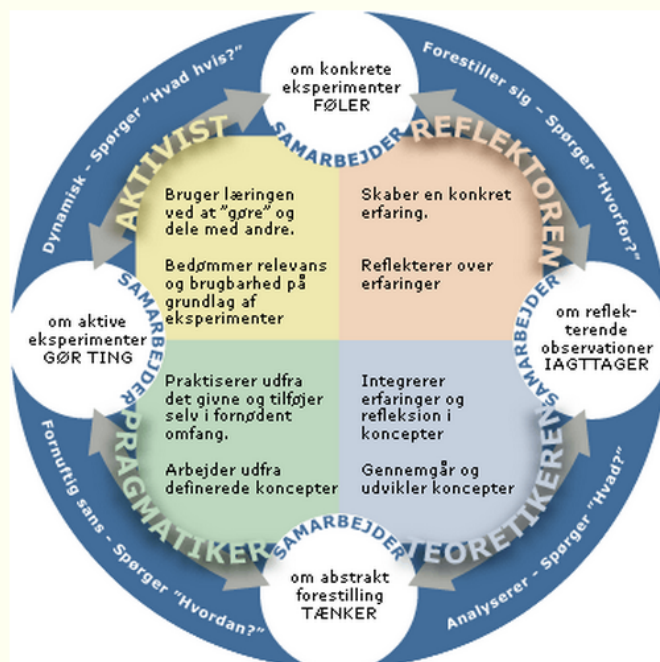 om konkrete
eksperimenter
FØLER
SAMARBEJDER
Dynamisk - Spørger "Hvad hvis?"
Forestiller sig – Spørger "Hvorfor?"
AKTIVIST
REFLEKTOREN
Bruger læringen
ved at "gøre" og
dele med andre.
Bedømmer relevans
og brugbarhed på
grundlag af
eksperimenter
Skaber en konkret
erfaring.
Reflekterer over
erfaringer
om aktive
eksperimenter
GØR TING
SAMARBEJDER
om reflek-
terende
observationer
IAGTTAGER
SAMARBEJDER
Praktiserer udfra
det givne og tilføjer
selv i fornødent
omfang.
Arbejder udfra
definerede koncepter
Integrerer
erfaringer og
refleksion i
koncepter
Gennemgår og
udvikler koncepter
PRAGMATIKER
TEORETIKEREN
Fornuftig sans - Spørger "Hvordan?"
Analyserer - Spørger "Hvad?"
SAMARBEJDER
om abstrakt
forestilling
TÆNKER